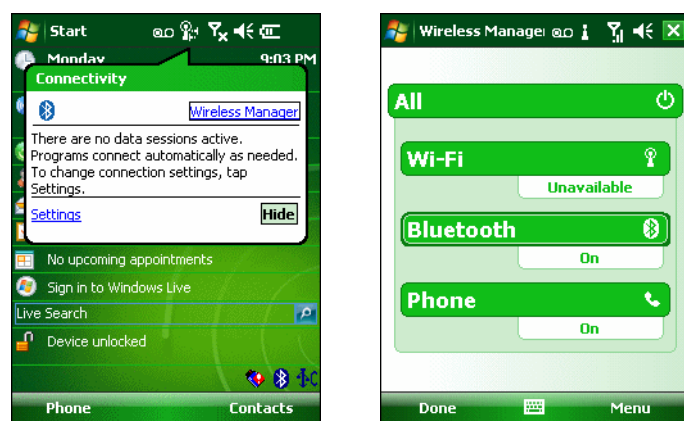 Start
Monday 9:03 PM
Connectivity
Wireless Manager
There are no data sessions active.
Programs connect automatically as needed.
To change connection settings, tap
Settings.
Settings Hide
No upcoming appointments
Sign in to Windows Live
Live Search
Device unlocked
Phone Contacts
Wireless Manager
All
Wi-Fi
Unavailable
Bluetooth
On
Phone
On
Done Menu